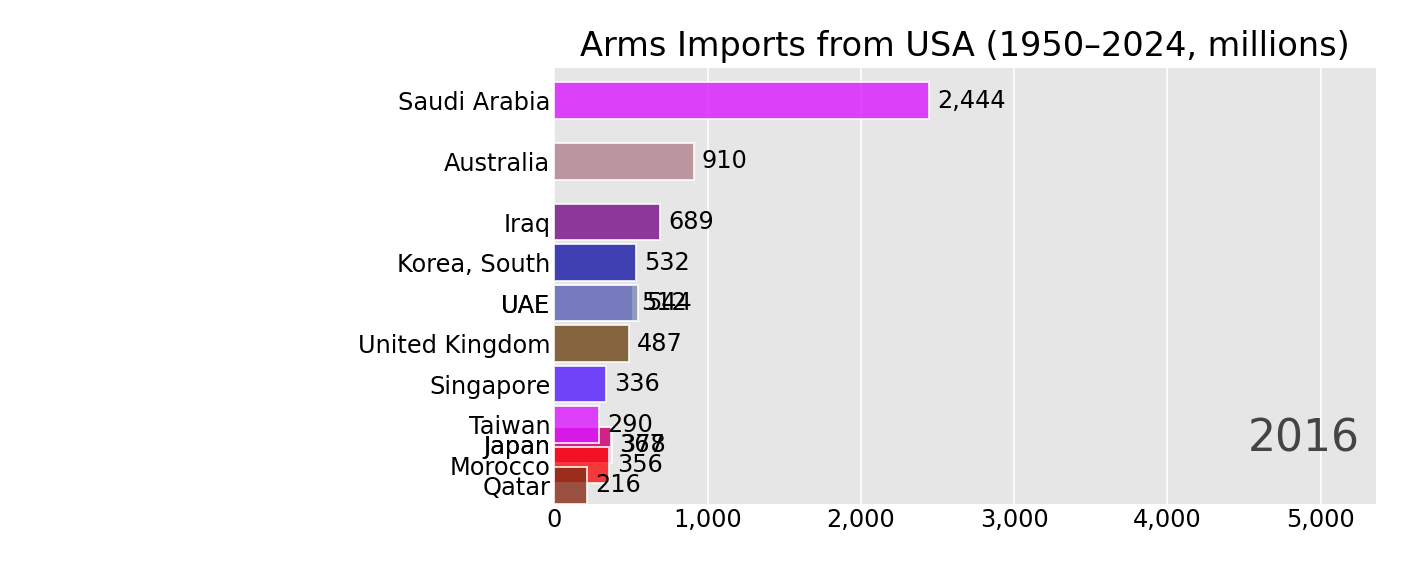 Arms Imports from USA (1950–2024, millions)
Saudi Arabia 2,444
Australia 910
Iraq 689
Korea, South 532
UAE 544
United Kingdom 487
Singapore 336
Taiwan 290
Japan
Morocco 356
Qatar 216
2016
0 1,000 2,000 3,000 4,000 5,000